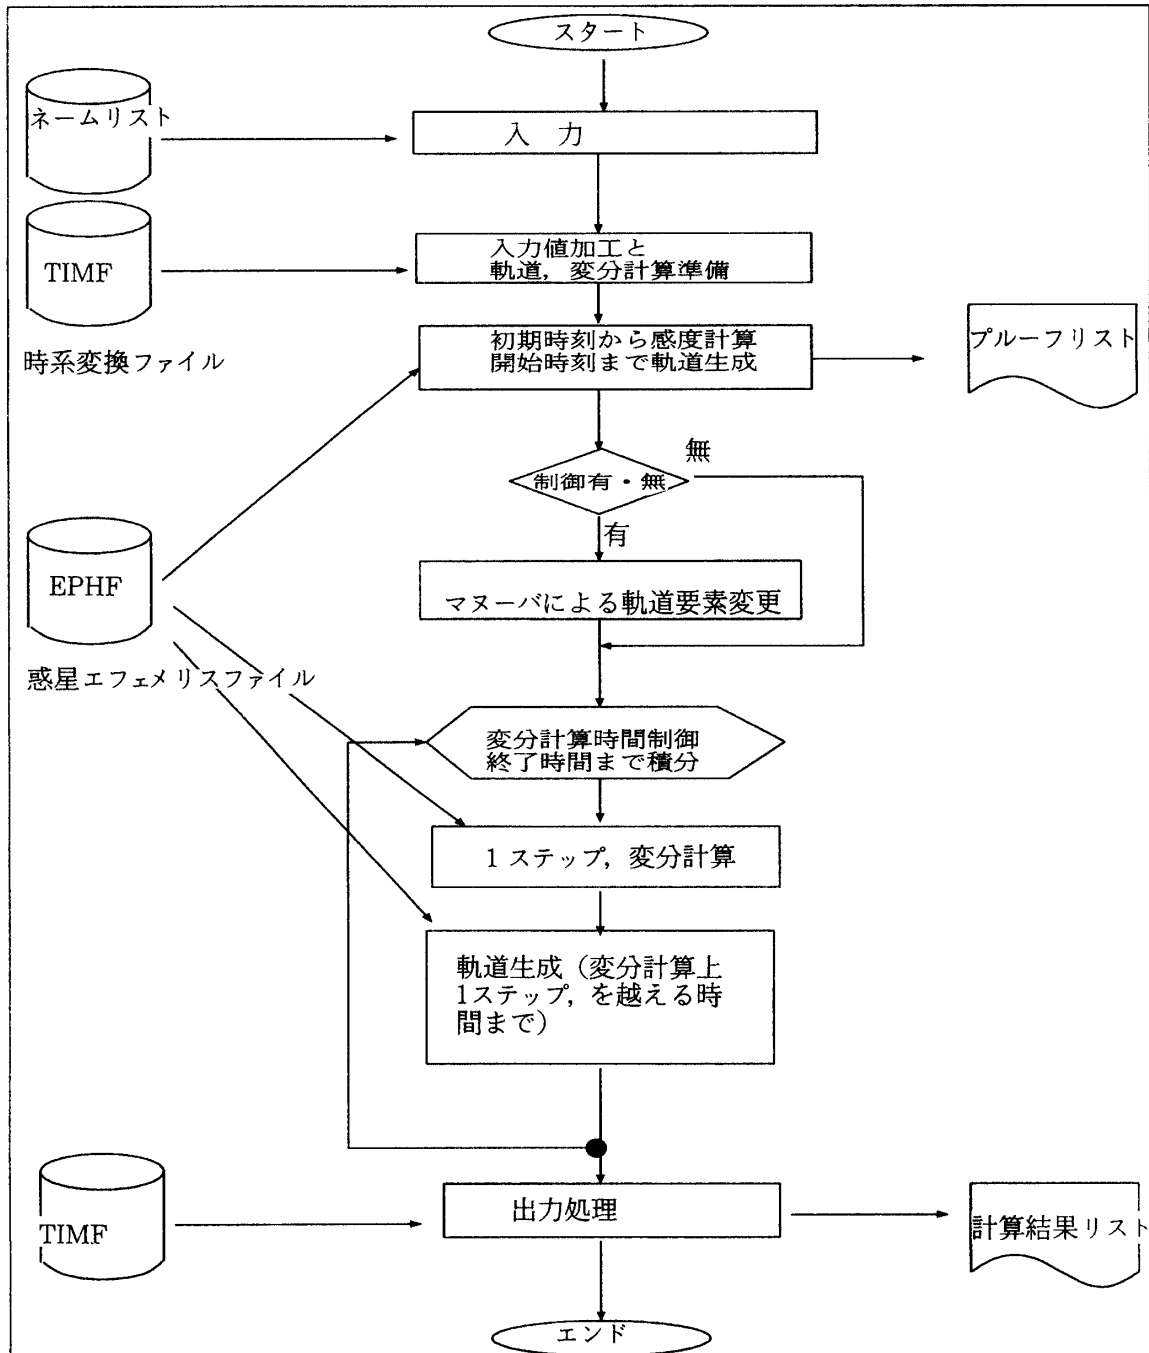 スタート
ネームリスト
入 力
TIMF
入力値加工と
軌道, 変分計算準備
時系変換ファイル
初期時刻から感度計算
開始時刻まで軌道生成
プルーフリスト
制御有・無
無
有
EPHF
マヌーバによる軌道要素変更
惑星エフェメリスファイル
変分計算時間制御
終了時間まで積分
1 ステップ, 変分計算
軌道生成（変分計算上
1ステップ, を越える時
間まで）
TIMF
出力処理
計算結果リスト
エンド